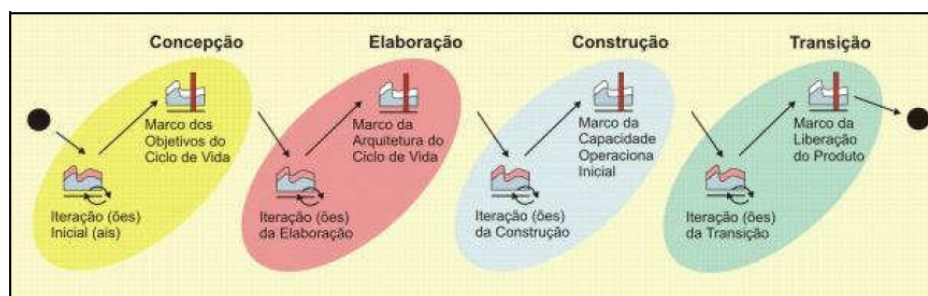 Concepção
Elaboração
Construção
Transição
Marco dos
Objetivos do
Ciclo de Vida
Iteração (ões)
Inicial (ais)
Marco da
Arquitetura do
Ciclo de Vida
Iteração (ões)
da Elaboração
Marco da
Capacidade
Operaciona
Inicial
Iteração (ões)
da Construção
Marco da
Liberação
do Produto
Iteração (ões)
da Transição